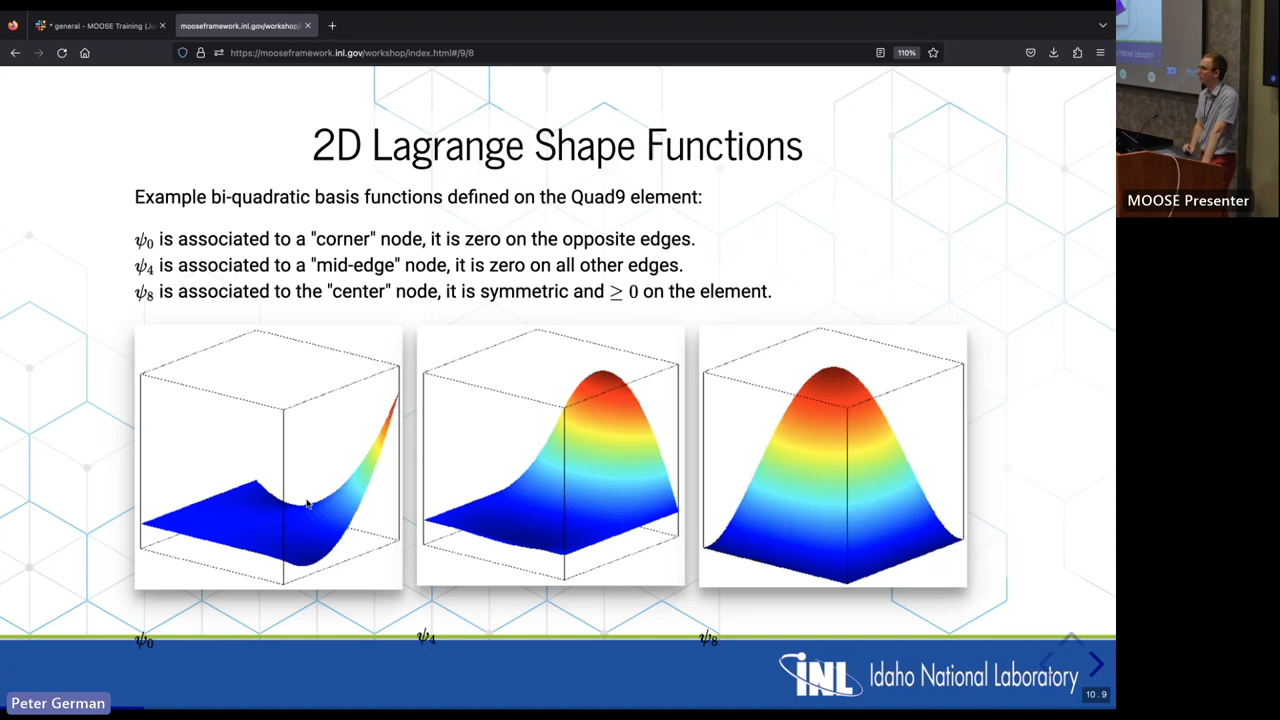 * general - MOOSE Training (Ju
mooseframework.inl.gov/workshop/
https://mooseframework.inl.gov/workshop/index.html#/9/8
110%
2D Lagrange Shape Functions
Example bi-quadratic basis functions defined on the Quad9 element:
ψ0 is associated to a "corner" node, it is zero on the opposite edges.
ψ4 is associated to a "mid-edge" node, it is zero on all other edges.
ψ8 is associated to the "center" node, it is symmetric and ≥ 0 on the element.
ψ0
ψ4
ψ8
INL Idaho National Laboratory
10.9
Peter German
MOOSE Presenter